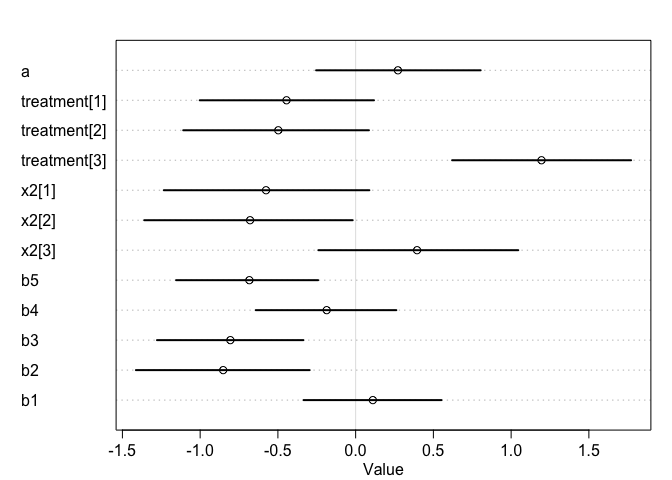 a
treatment[1]
treatment[2]
treatment[3]
x2[1]
x2[2]
x2[3]
b5
b4
b3
b2
b1
-1.5 -1.0 -0.5 0.0 0.5 1.0 1.5
Value